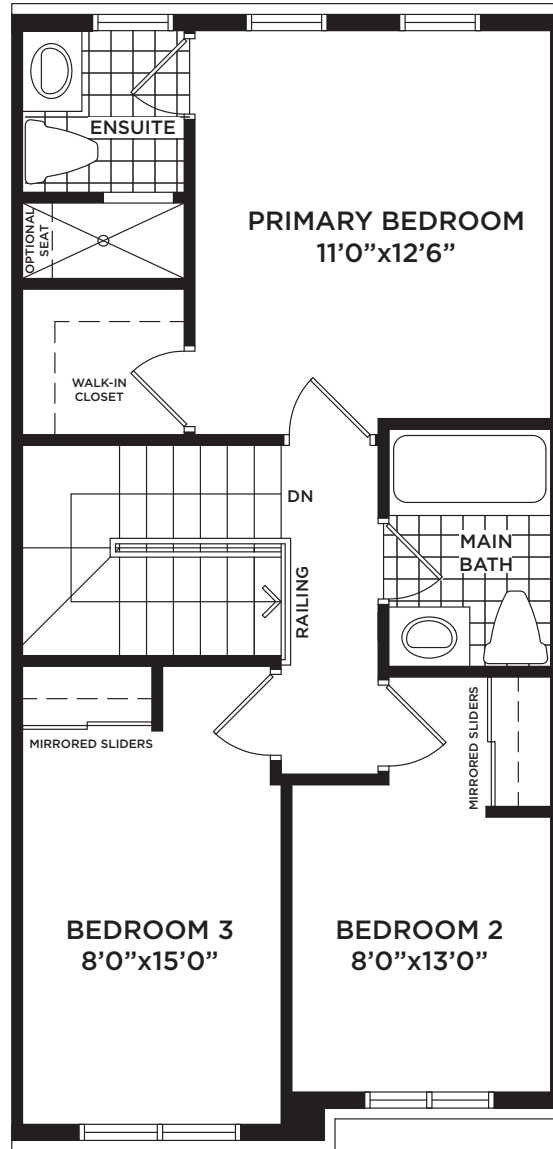 ENSUITE
PRIMARY BEDROOM
11’0”x12’6”
OPTIONAL
SEAT
WALK-IN
CLOSET
DN
MAIN
BATH
RAILING
MIRRORED SLIDERS
MIRRORED SLIDERS
BEDROOM 3
8’0”x15’0”
BEDROOM 2
8’0”x13’0”